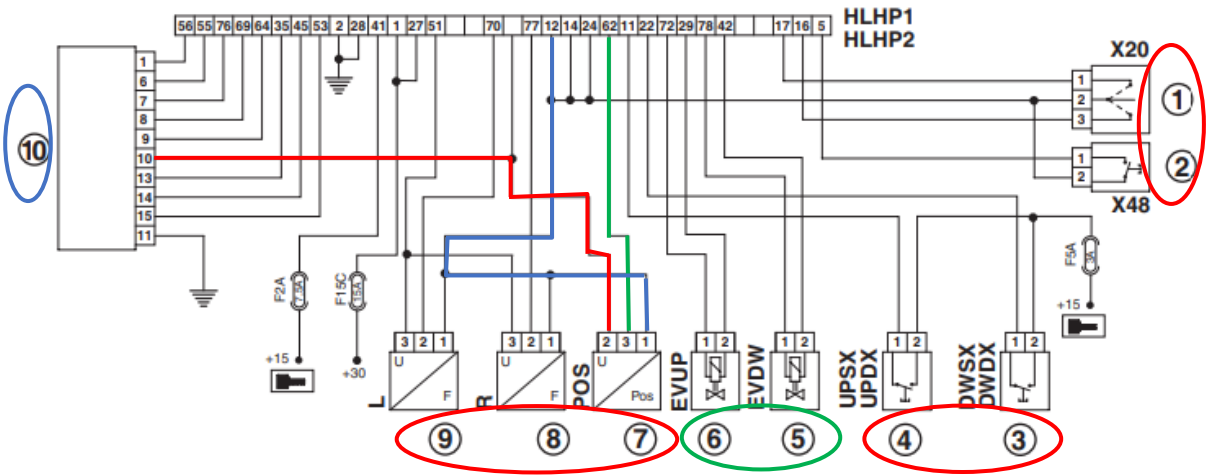 56 55 76 69 64 35 45 53 2 28 41 1 27 51 70 77 12 14 24 62 11 22 72 29 78 42 17 16 5
HLHP1
HLHP2
X20
1
2
3
1
1
2
2
X48
10
1
6
7
8
9
10
13
14
15
11
F2A
7.5A
F15C
15A
F5A
3A
+15
+30
+15
3 2 1
U
F
L
3 2 1
U
F
R
2 3 1
U
Pos
POS
1 2
EVUP
1 2
EVDW
1 2
UPSX
UPDX
1 2
DWSX
DWDX
9
8
7
6
5
4
3